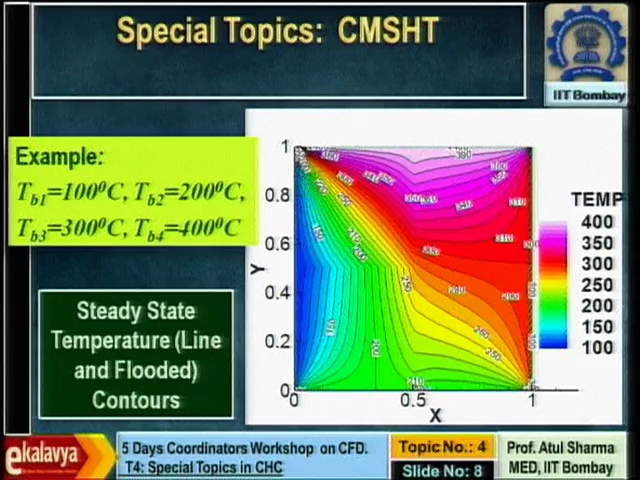 Special Topics: CMSHT
IIT Bombay
Example:
T_b1=100⁰C, T_b2=200⁰C,
T_b3=300⁰C, T_b4=400⁰C
Steady State
Temperature (Line
and Flooded)
Contours
Y
1
0.8
0.6
0.4
0.2
0
0 0.5 1
X
TEMP
400
350
300
250
200
150
100
ekalavya
5 Days Coordinators Workshop on CFD.
T4: Special Topics in CHC
Topic No.: 4
Slide No: 8
Prof. Atul Sharma
MED, IIT Bombay